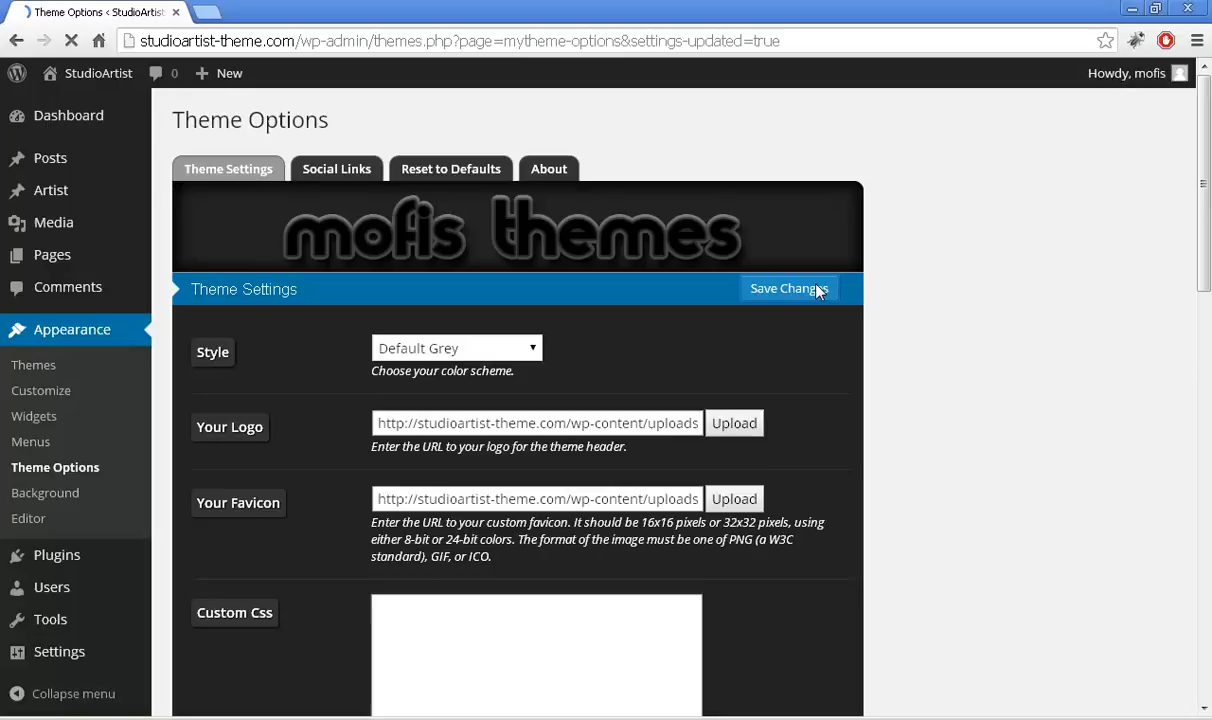 Theme Options < StudioArtist
studioartist-theme.com/wp-admin/themes.php?page=mytheme-options&settings-updated=true
StudioArtist 0 New Howdy, mofis
Dashboard
Posts
Artist
Media
Pages
Comments
Appearance
Themes
Customize
Widgets
Menus
Theme Options
Background
Editor
Plugins
Users
Tools
Settings
Collapse menu
Theme Options
Theme Settings Social Links Reset to Defaults About
mofis themes
Theme Settings Save Changes
Style Default Grey
Choose your color scheme.
Your Logo http://studioartist-theme.com/wp-content/uploads Upload
Enter the URL to your logo for the theme header.
Your Favicon http://studioartist-theme.com/wp-content/uploads Upload
Enter the URL to your custom favicon. It should be 16x16 pixels or 32x32 pixels, using
either 8-bit or 24-bit colors. The format of the image must be one of PNG (a W3C
standard), GIF, or ICO.
Custom Css